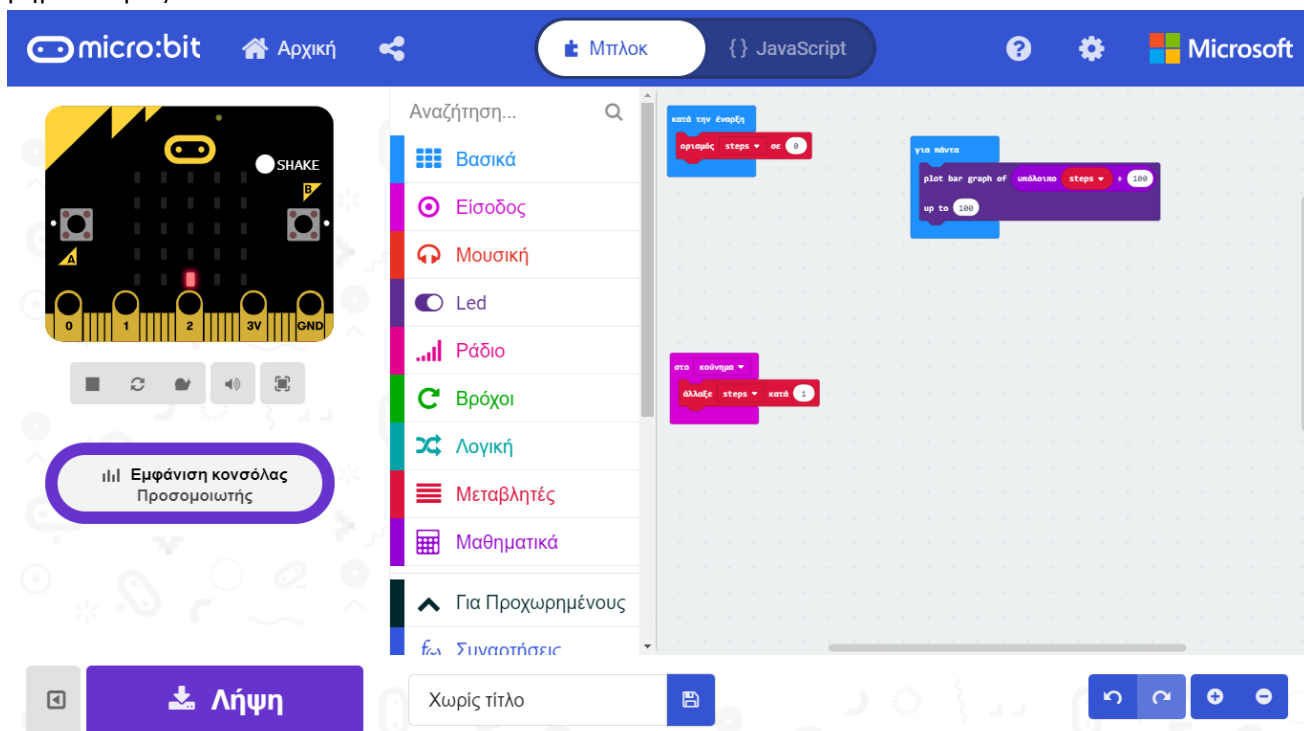 micro:bit
Αρχική
Μπλοκ
{ } JavaScript
Microsoft
SHAKE
B
A
0 1 2 3V GND
Εμφάνιση κονσόλας
Προσομοιωτής
Αναζήτηση...
Βασικά
Είσοδος
Μουσική
Led
Ράδιο
Βρόχοι
Λογική
Μεταβλητές
Μαθηματικά
Για Προχωρημένους
f(x) Συναρτήσεις
κατά την έναρξη
ορισμός steps σε 0
για πάντα
plot bar graph of υπόλοιπο steps ÷ 100
up to 100
στο κούνημα
άλλαξε steps κατά 1
Λήψη
Χωρίς τίτλο